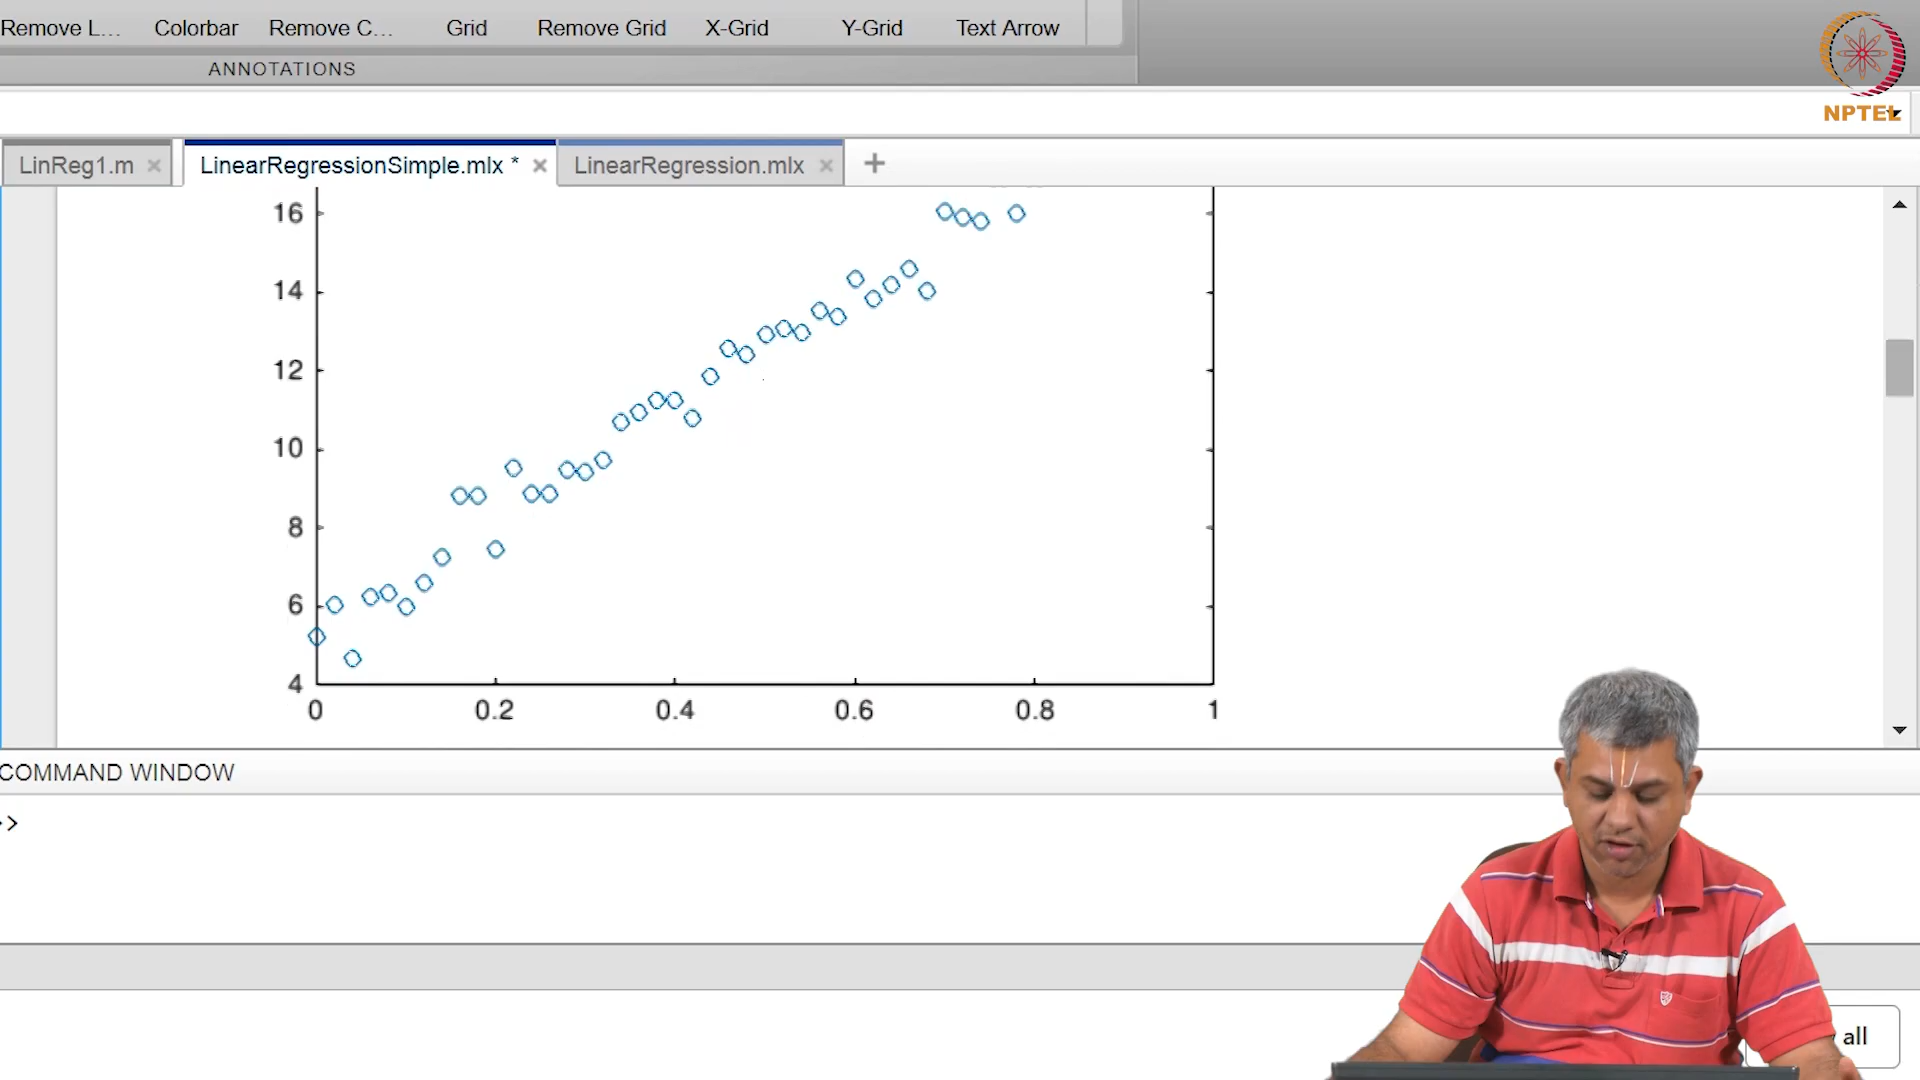 Remove L... Colorbar Remove C... Grid Remove Grid X-Grid Y-Grid Text Arrow
ANNOTATIONS
NPTEL
LinReg1.m × LinearRegressionSimple.mlx * × LinearRegression.mlx × +
16
14
12
10
8
6
4
0 0.2 0.4 0.6 0.8 1
COMMAND WINDOW
>>
all